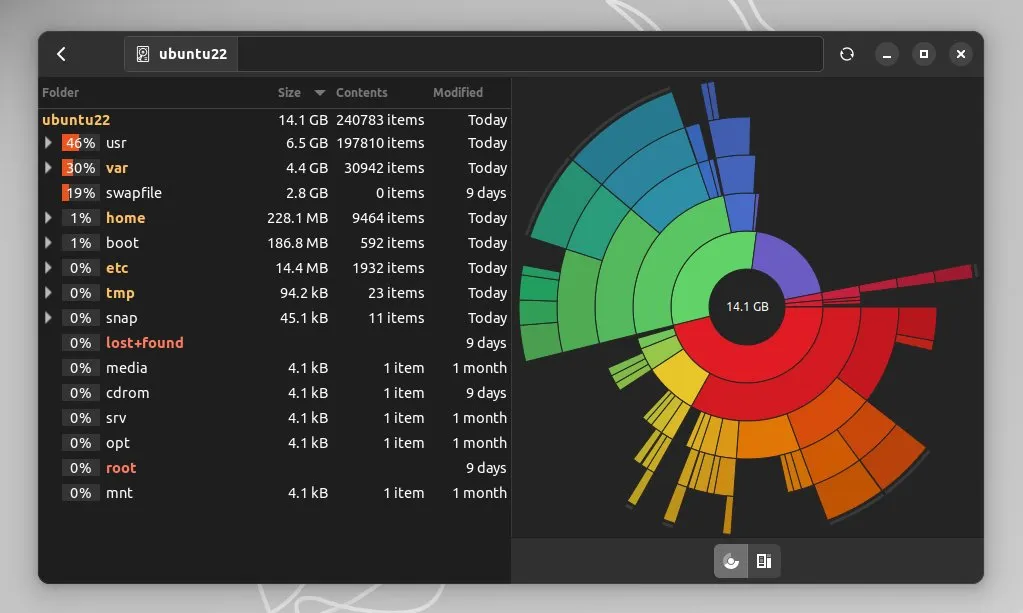 ubuntu22
Folder Size Contents Modified
ubuntu22 14.1 GB 240783 items Today
46% usr 6.5 GB 197810 items Today
30% var 4.4 GB 30942 items Today
19% swapfile 2.8 GB 0 items 9 days
1% home 228.1 MB 9464 items Today
1% boot 186.8 MB 592 items Today
0% etc 14.4 MB 1932 items Today
0% tmp 94.2 kB 23 items Today
0% snap 45.1 kB 11 items Today
0% lost+found 9 days
0% media 4.1 kB 1 item 1 month
0% cdrom 4.1 kB 1 item 9 days
0% srv 4.1 kB 1 item 1 month
0% opt 4.1 kB 1 item 1 month
0% root 9 days
0% mnt 4.1 kB 1 item 1 month
14.1 GB